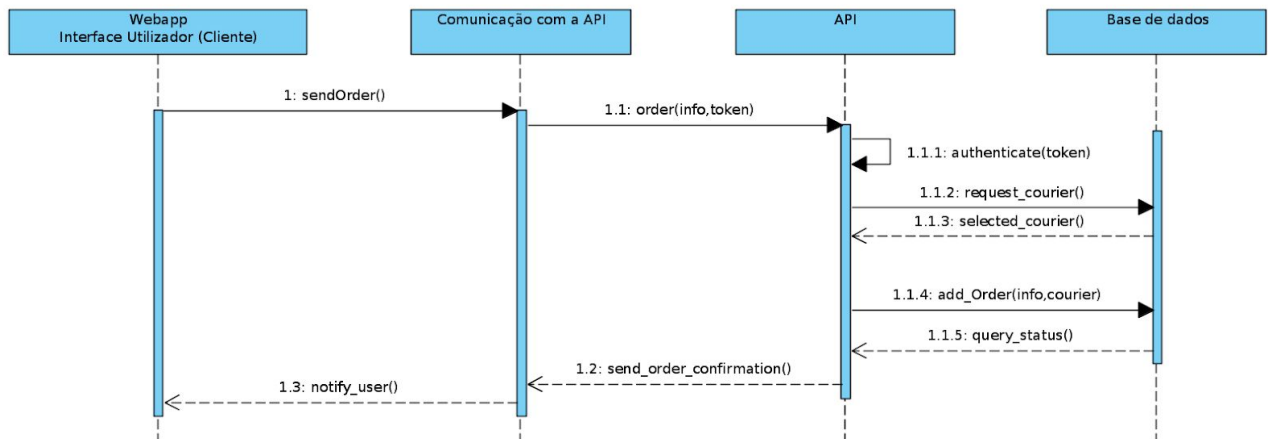 Webapp
Interface Utilizador (Cliente)
Comunicação com a API
API
Base de dados
1: sendOrder()
1.1: order(info,token)
1.1.1: authenticate(token)
1.1.2: request_courier()
1.1.3: selected_courier()
1.1.4: add_Order(info,courier)
1.1.5: query_status()
1.2: send_order_confirmation()
1.3: notify_user()